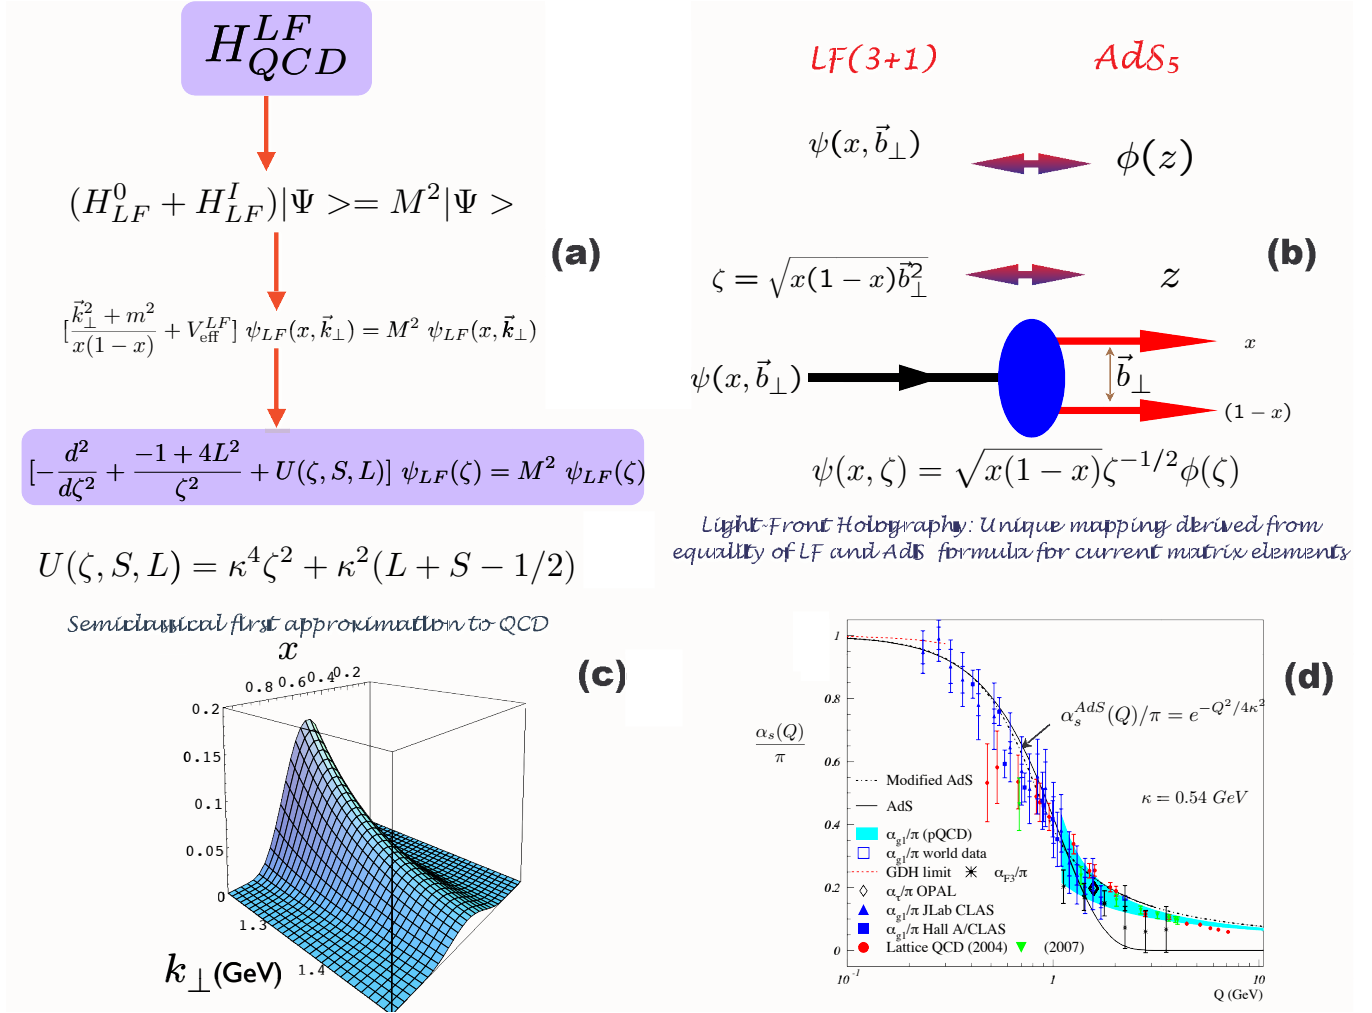 H_{QCD}^{LF}
(H_{LF}^0 + H_{LF}^I)|Ψ >= M^2|Ψ >
(a)
[\frac{\vec{k}_⊥^2 + m^2}{x(1 − x)} + V_{eff}^{LF}] ψ_{LF}(x, \vec{k}_⊥) = M^2 ψ_{LF}(x, \vec{k}_⊥)
[−\frac{d^2}{dζ^2} + \frac{−1 + 4L^2}{ζ^2} + U(ζ, S, L)] ψ_{LF}(ζ) = M^2 ψ_{LF}(ζ)
U(ζ, S, L) = κ^4ζ^2 + κ^2(L + S − 1/2)
Semiclassical first approximation to QCD
LF(3+1) AdS_5
ψ(x, \vec{b}_⊥) ϕ(z)
(b)
ζ = \sqrt{x(1 − x)\vec{b}_⊥^2} z
x
ψ(x, \vec{b}_⊥) \vec{b}_⊥
(1 − x)
ψ(x, ζ) = \sqrt{x(1 − x)}ζ^{−1/2}ϕ(ζ)
Light-Front Holography: Unique mapping derived from
equality of LF and AdS formula for current matrix elements
x
(c)
0.8 0.6 0.4 0.2
0.2
0.15
0.1
0.05
0
1.3
1.4
k_⊥(GeV)
(d)
\frac{α_s(Q)}{π}
1
0.8
0.6
0.4
0.2
0
α_s^{AdS}(Q)/π = e^{−Q^2/4κ^2}
κ = 0.54 GeV
Modified AdS
AdS
α_{g1}/π (pQCD)
α_{g1}/π world data
GDH limit α_{F3}/π
α_τ/π OPAL
α_{g1}/π JLab CLAS
α_{g1}/π Hall A/CLAS
Lattice QCD (2004) (2007)
10^{-1} 1 10
Q (GeV)